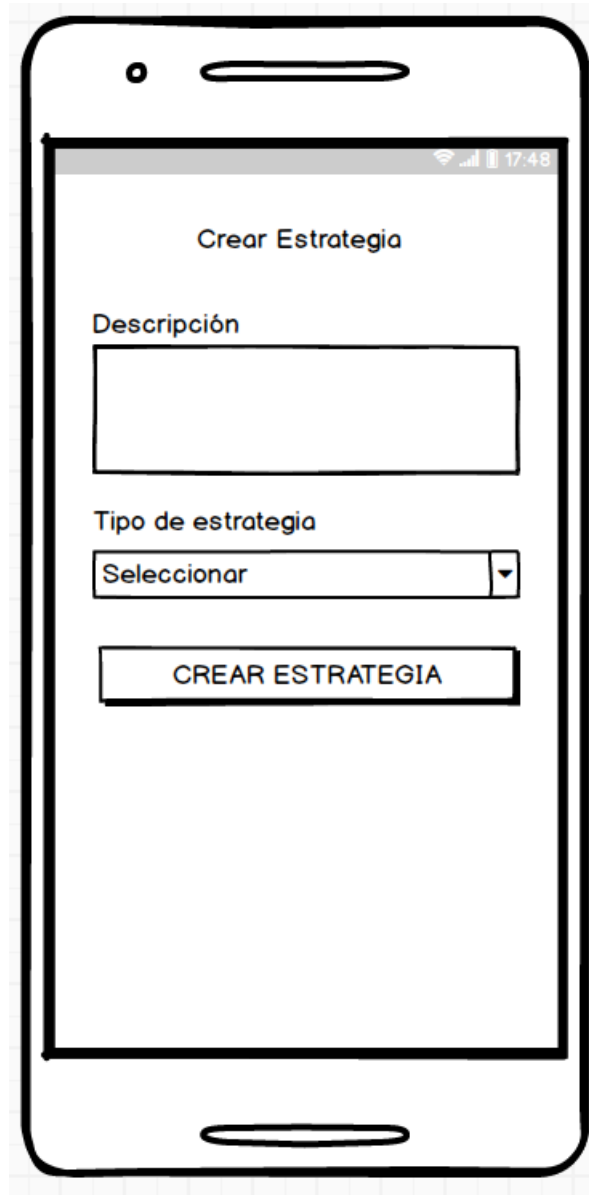 17:48
Crear Estrategia
Descripción
Tipo de estrategia
Seleccionar
CREAR ESTRATEGIA